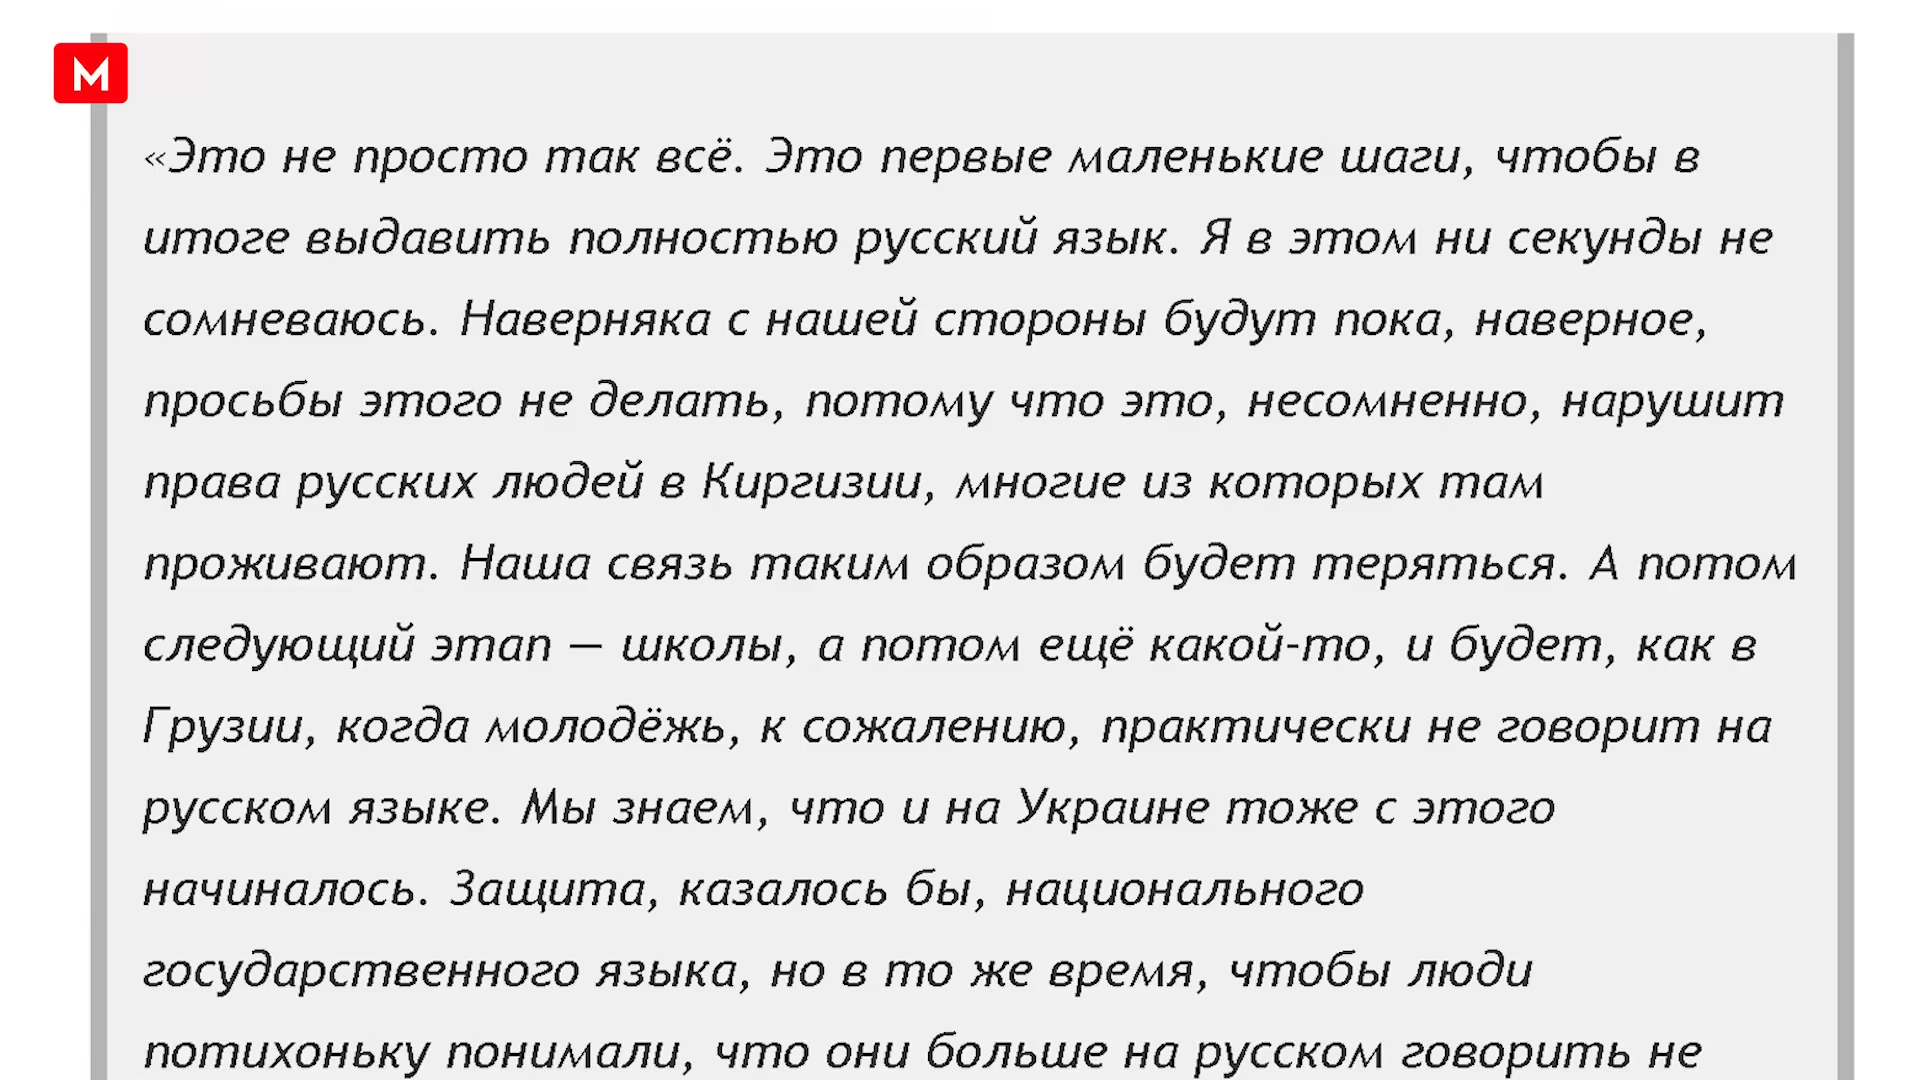 M
«Это не просто так всё. Это первые маленькие шаги, чтобы в
итоге выдавить полностью русский язык. Я в этом ни секунды не
сомневаюсь. Наверняка с нашей стороны будут пока, наверное,
просьбы этого не делать, потому что это, несомненно, нарушит
права русских людей в Киргизии, многие из которых там
проживают. Наша связь таким образом будет теряться. А потом
следующий этап — школы, а потом ещё какой-то, и будет, как в
Грузии, когда молодёжь, к сожалению, практически не говорит на
русском языке. Мы знаем, что и на Украине тоже с этого
начиналось. Защита, казалось бы, национального
государственного языка, но в то же время, чтобы люди
потихоньку понимали, что они больше на русском говорить не